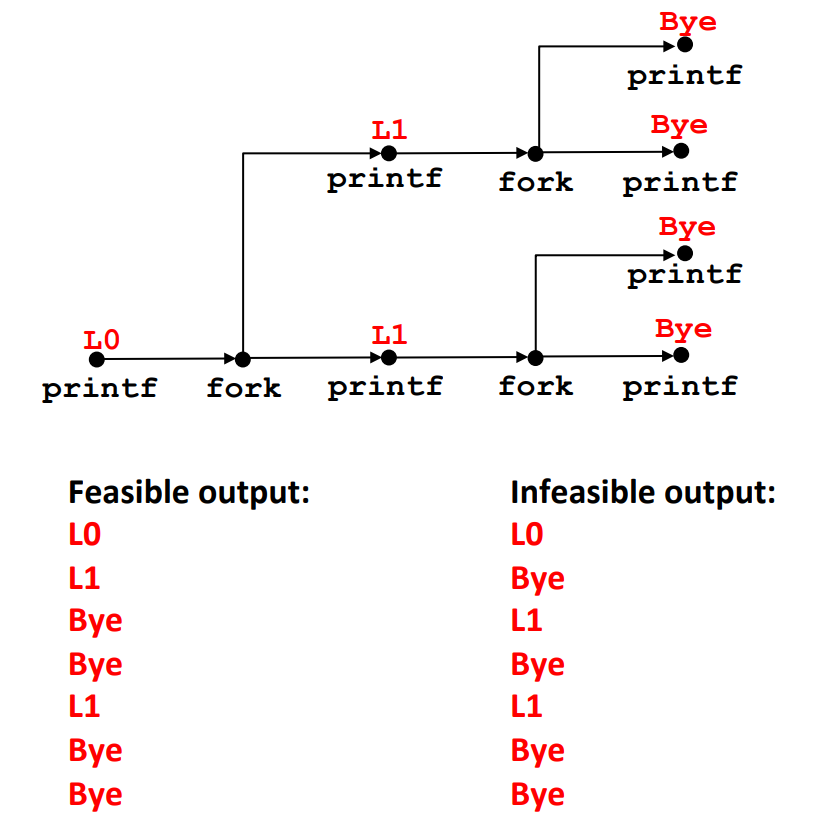 Bye
printf
L1 Bye
printf fork printf
Bye
printf
L0 L1 Bye
printf fork printf fork printf
Feasible output: Infeasible output:
L0 L0
L1 Bye
Bye L1
Bye Bye
L1 L1
Bye Bye
Bye Bye